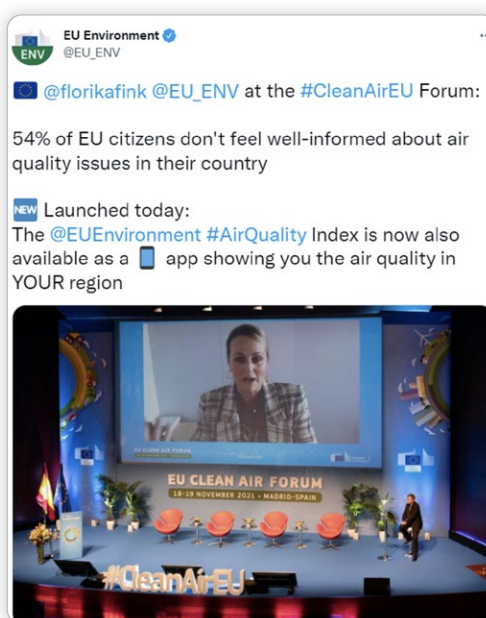 EU Environment
@EU_ENV
ENV
@florikafink @EU_ENV at the #CleanAirEU Forum:
54% of EU citizens don't feel well-informed about air
quality issues in their country
NEW Launched today:
The @EUEnvironment #AirQuality Index is now also
available as a app showing you the air quality in
YOUR region
EU CLEAN AIR FORUM
EU CLEAN AIR FORUM
18-19 NOVEMBER 2021 • MADRID-SPAIN
#CleanAirEU